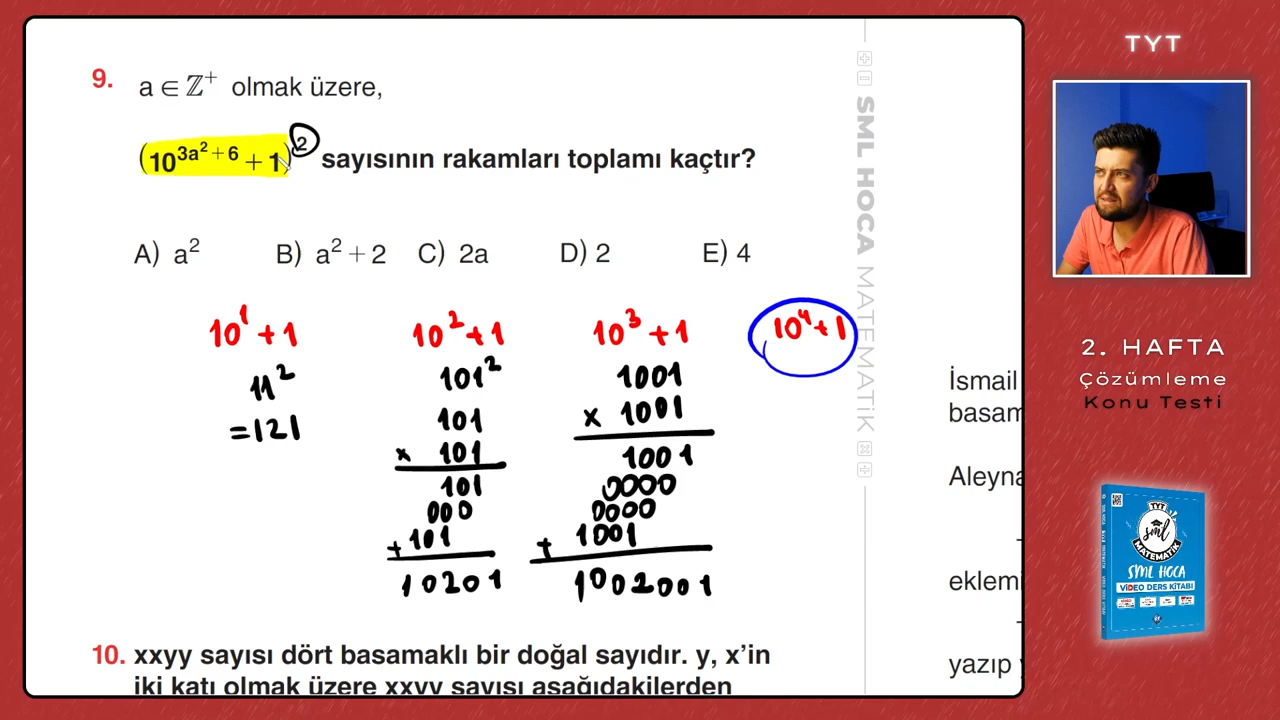 TYT
9. a ∈ ℤ⁺ olmak üzere,
(10^(3a²+6) + 1)² sayısının rakamları toplamı kaçtır?
A) a² B) a² + 2 C) 2a D) 2 E) 4
10¹ + 1 10² + 1 10³ + 1 10⁴ + 1
11² 101² 1001
= 121 101 x 1001
x 101 1001
101 0000
000 0000
+ 101 + 1001
10201 1002001
10. xxyy sayısı dört basamaklı bir doğal sayıdır. y, x'in
iki katı olmak üzere xxyy sayısı aşağıdakilerden
SML HOCA MATEMATİK
İsmail
basam
Aleyna
eklemi
yazıp y
2. HAFTA
Çözümleme
Konu Testi
TYT
sml
MATEMATİK
SML HOCA
VİDEO DERS KİTABI